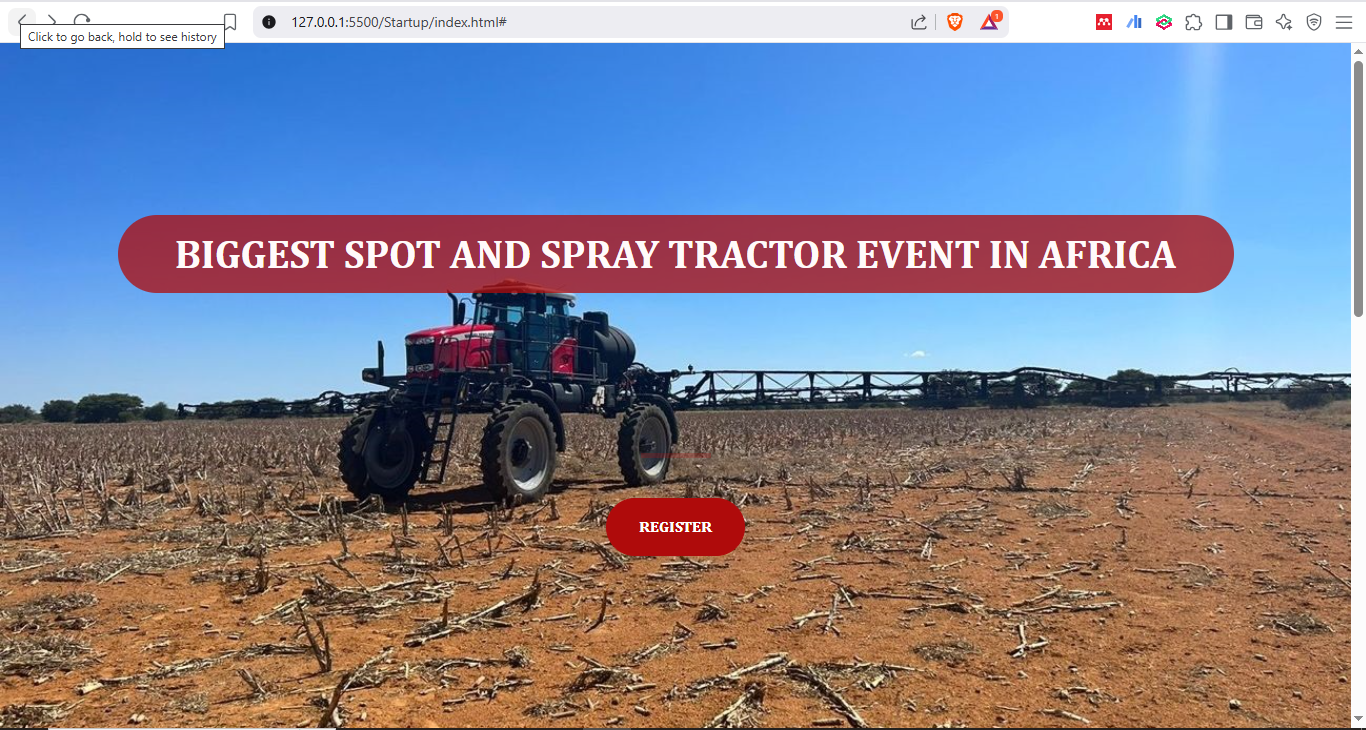 127.0.0.1:5500/Startup/index.html#
1
Click to go back, hold to see history
BIGGEST SPOT AND SPRAY TRACTOR EVENT IN AFRICA
REGISTER